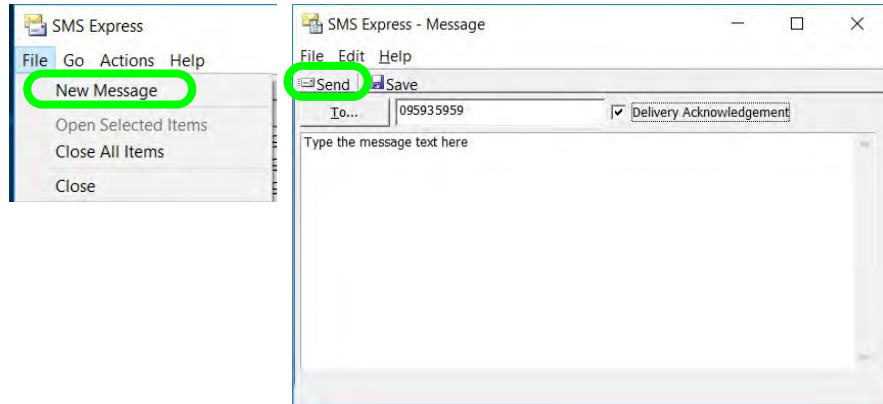 SMS Express
File Go Actions Help
New Message
Open Selected Items
Close All Items
Close
SMS Express - Message
File Edit Help
Send Save
To... 095935959 Delivery Acknowledgement
Type the message text here